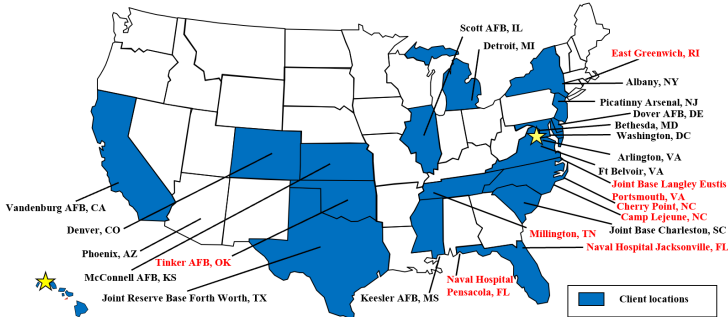 Scott AFB, IL
Detroit, MI
East Greenwich, RI
Albany, NY
Picatinny Arsenal, NJ
Dover AFB, DE
Bethesda, MD
Washington, DC
Arlington, VA
Ft Belvoir, VA
Joint Base Langley Eustis
Portsmouth, VA
Cherry Point, NC
Camp Lejeune, NC
Joint Base Charleston, SC
Millington, TN
Naval Hospital Jacksonville, FL
Vandenburg AFB, CA
Denver, CO
Phoenix, AZ
Tinker AFB, OK
McConnell AFB, KS
Joint Reserve Base Forth Worth, TX
Keesler AFB, MS
Naval Hospital
Pensacola, FL
Client locations